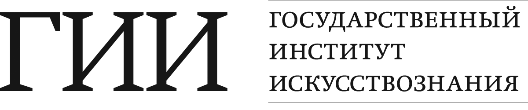 ГИИ
ГОСУДАРСТВЕННЫЙ
ИНСТИТУТ
ИСКУССТВОЗНАНИЯ